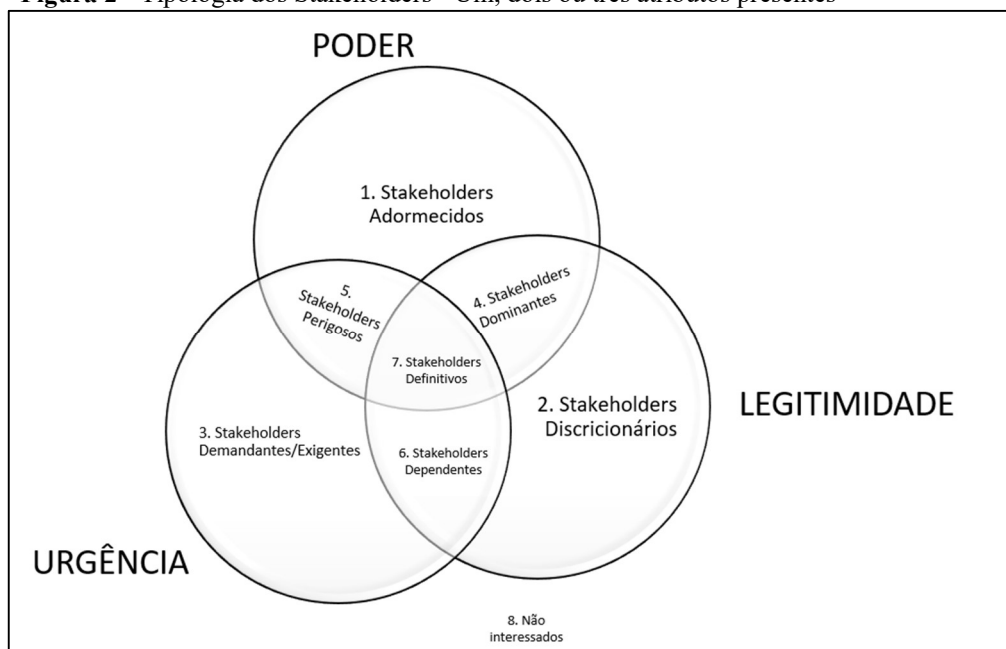 Figura 2 - Tipologia dos Stakeholders - Um, dois ou três atributos presentes
PODER
1. Stakeholders
Adormecidos
5.
Stakeholders
Perigosos
4. Stakeholders
Dominantes
7. Stakeholders
Definitivos
LEGITIMIDADE
2. Stakeholders
Discricionários
3. Stakeholders
Demandantes/Exigentes
6. Stakeholders
Dependentes
URGÊNCIA
8. Não
interessados